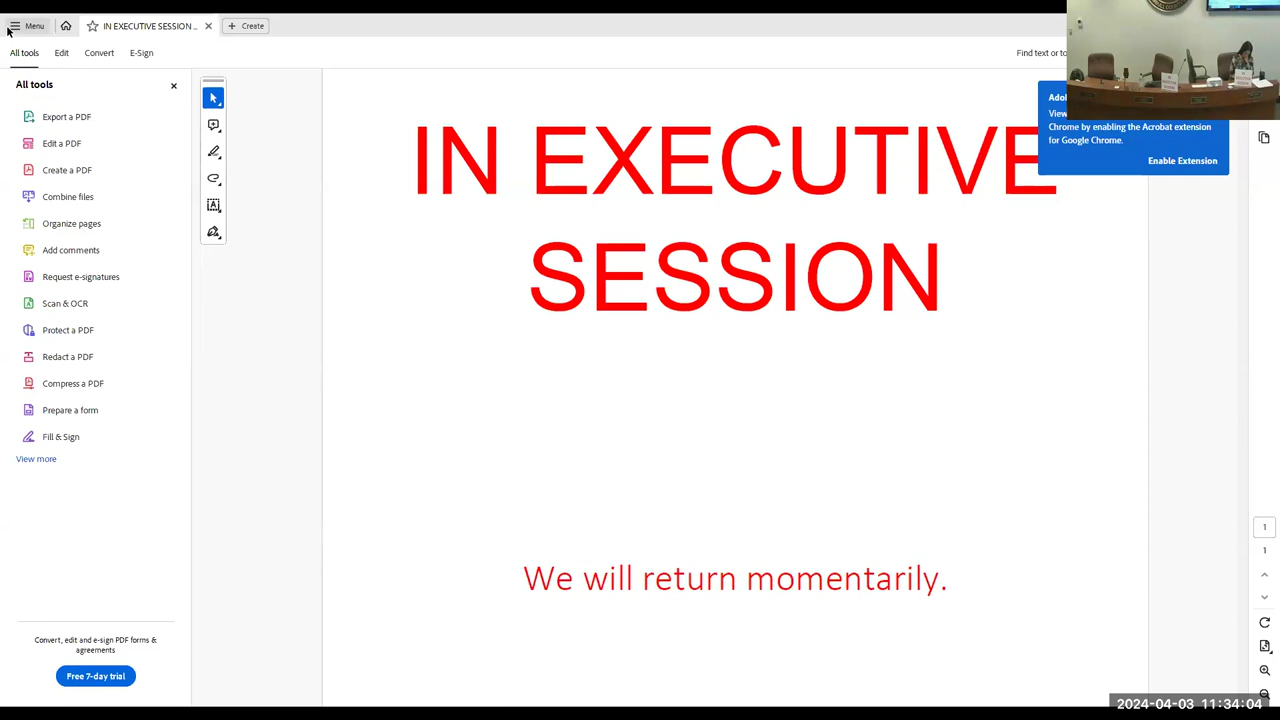 Menu
IN EXECUTIVE SESSION ...
Create
All tools
Edit
Convert
E-Sign
Find text or to
All tools
Export a PDF
Edit a PDF
Create a PDF
Combine files
Organize pages
Add comments
Request e-signatures
Scan & OCR
Protect a PDF
Redact a PDF
Compress a PDF
Prepare a form
Fill & Sign
View more
Convert, edit and e-sign PDF forms &
agreements
Free 7-day trial
IN EXECUTIVE
SESSION
We will return momentarily.
Adol
View
Chrome by enabling the Acrobat extension
for Google Chrome.
Enable Extension
1
1
2024-04-03 11:34:04